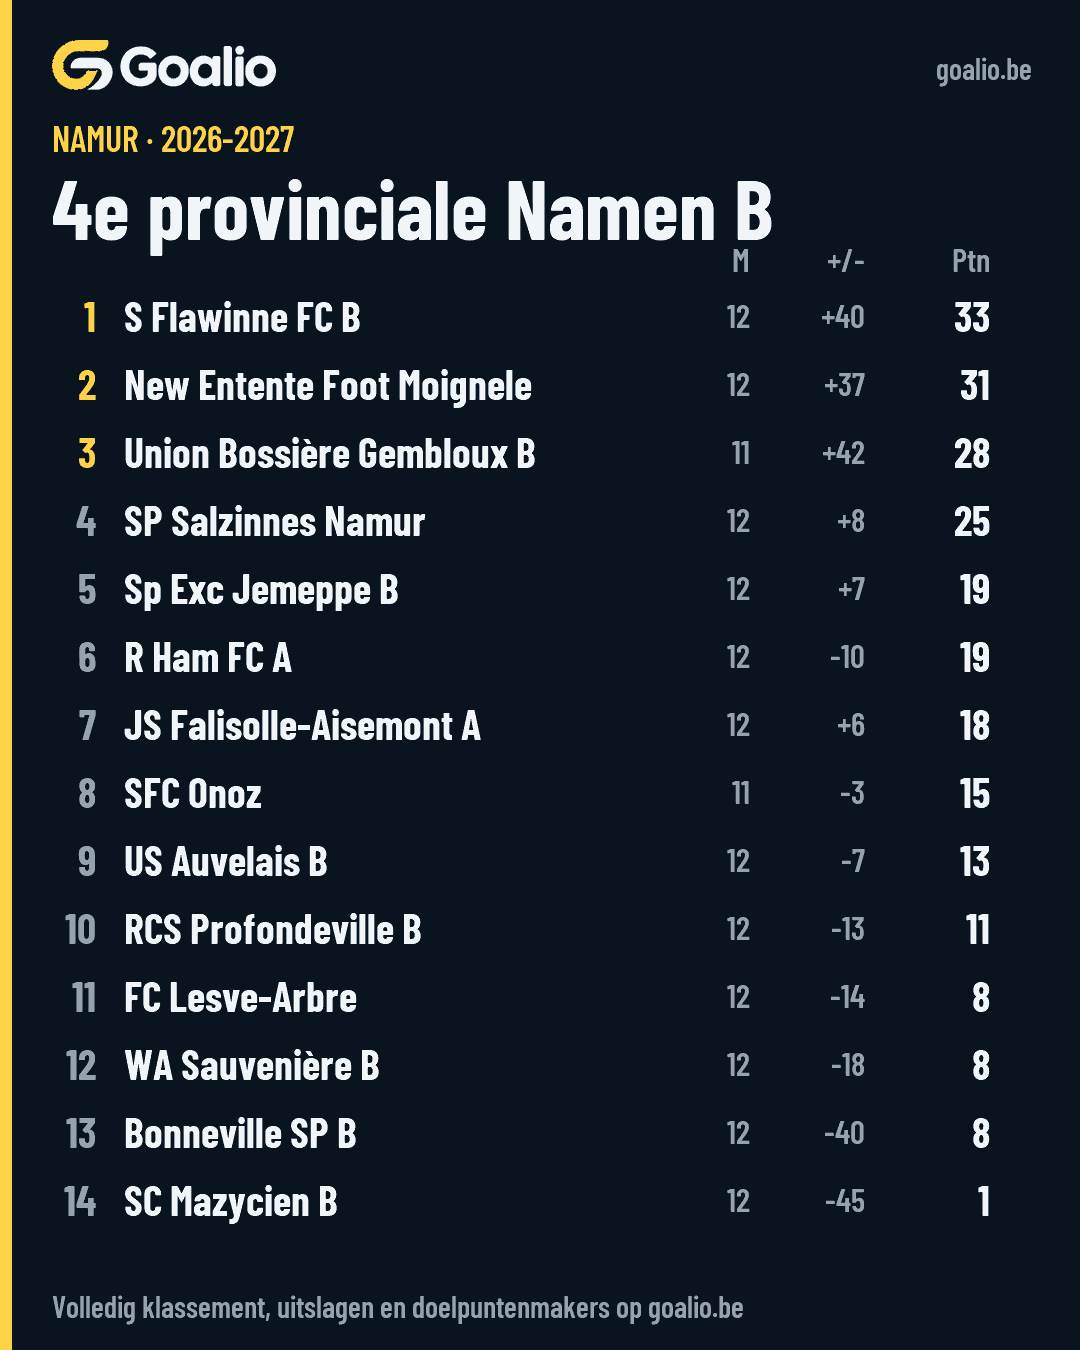 Goalio
goalio.be
NAMUR · 2026-2027
4e provinciale Namen B
M +/- Ptn
1 S Flawinne FC B 12 +40 33
2 New Entente Foot Moignele 12 +37 31
3 Union Bossière Gembloux B 11 +42 28
4 SP Salzinnes Namur 12 +8 25
5 Sp Exc Jemeppe B 12 +7 19
6 R Ham FC A 12 -10 19
7 JS Falisolle-Aisemont A 12 +6 18
8 SFC Onoz 11 -3 15
9 US Auvelais B 12 -7 13
10 RCS Profondeville B 12 -13 11
11 FC Lesve-Arbre 12 -14 8
12 WA Sauvenière B 12 -18 8
13 Bonneville SP B 12 -40 8
14 SC Mazycien B 12 -45 1
Volledig klassement, uitslagen en doelpuntenmakers op goalio.be